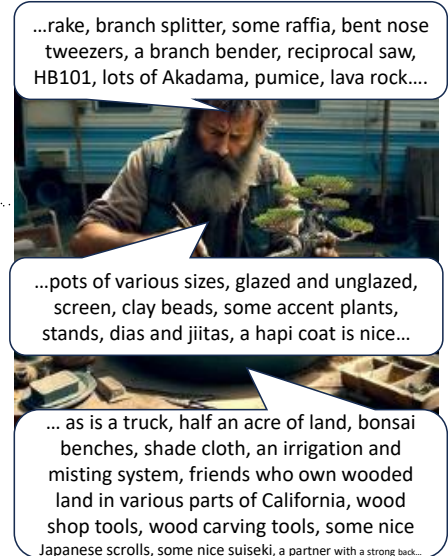 …rake, branch splitter, some raffia, bent nose
tweezers, a branch bender, reciprocal saw,
HB101, lots of Akadama, pumice, lava rock….
…pots of various sizes, glazed and unglazed,
screen, clay beads, some accent plants,
stands, dias and jiitas, a hapi coat is nice…
… as is a truck, half an acre of land, bonsai
benches, shade cloth, an irrigation and
misting system, friends who own wooded
land in various parts of California, wood
shop tools, wood carving tools, some nice
Japanese scrolls, some nice suiseki, a partner with a strong back…